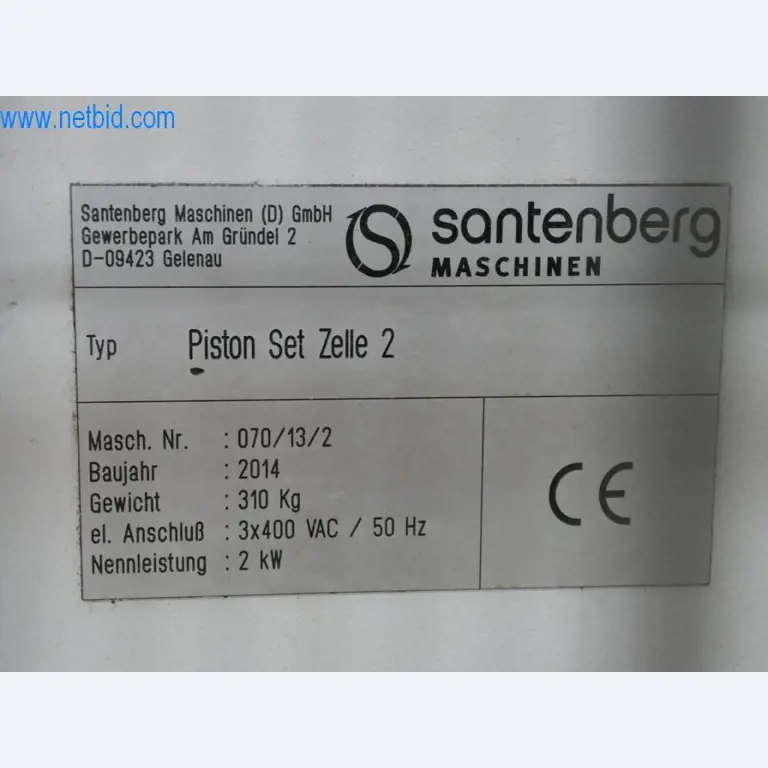 www.netbid.com
Santenberg Maschinen (D) GmbH
Gewerbepark Am Gründel 2
D-09423 Gelenau
santenberg
MASCHINEN
Typ Piston Set Zelle 2
Masch. Nr. : 070/13/2
Baujahr : 2014
Gewicht : 310 Kg
el. Anschluß : 3x400 VAC / 50 Hz
Nennleistung : 2 kW
CE